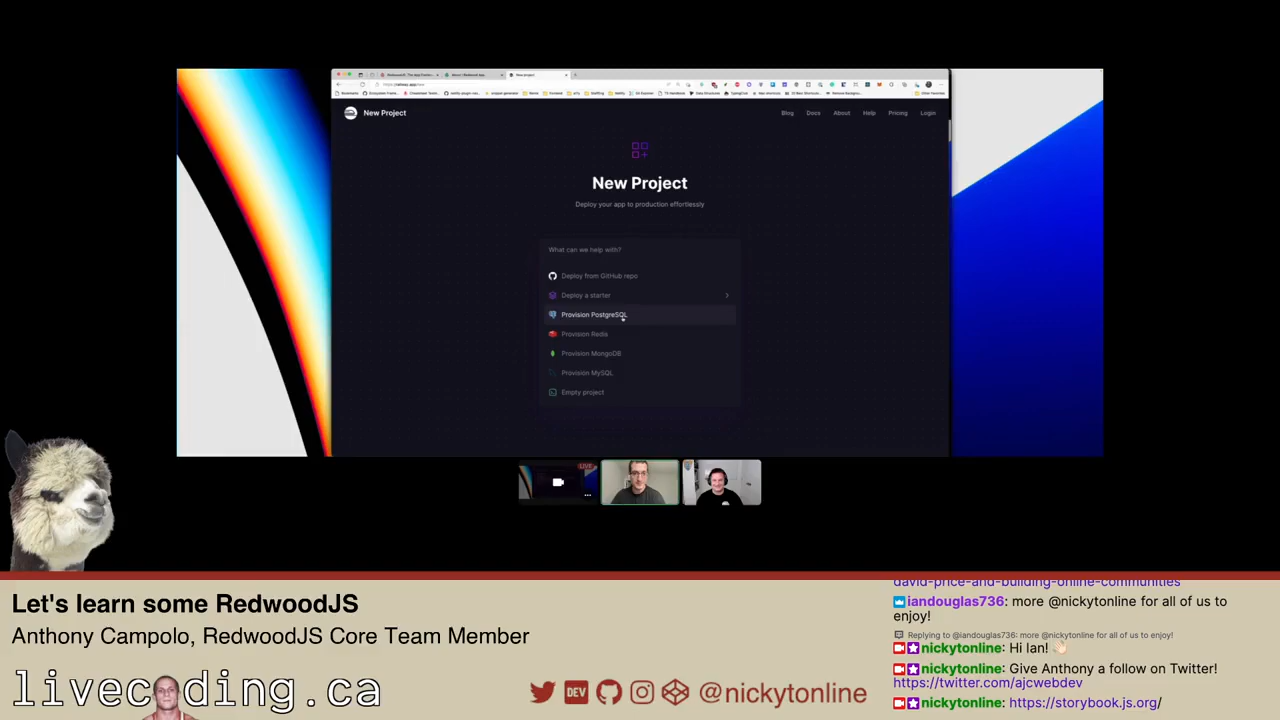 New project
New Project
Blog
Docs
About
Help
Pricing
Login
New Project
Deploy your app to production effortlessly
What can we help with?
Deploy from GitHub repo
Deploy a starter
Provision PostgreSQL
Provision Redis
Provision MongoDB
Provision MySQL
Empty project
LIVE
Let's learn some RedwoodJS
Anthony Campolo, RedwoodJS Core Team Member
livecoding.ca
DEV
@nickytonline
david-price-and-building-online-communities
iandouglas736: more @nickytonline for all of us to
enjoy!
Replying to @iandouglas736: more @nickytonline for all of us to enjoy!
nickytonline: Hi Ian! 👋🏻
nickytonline: Give Anthony a follow on Twitter!
https://twitter.com/ajcwebdev
nickytonline: https://storybook.js.org/